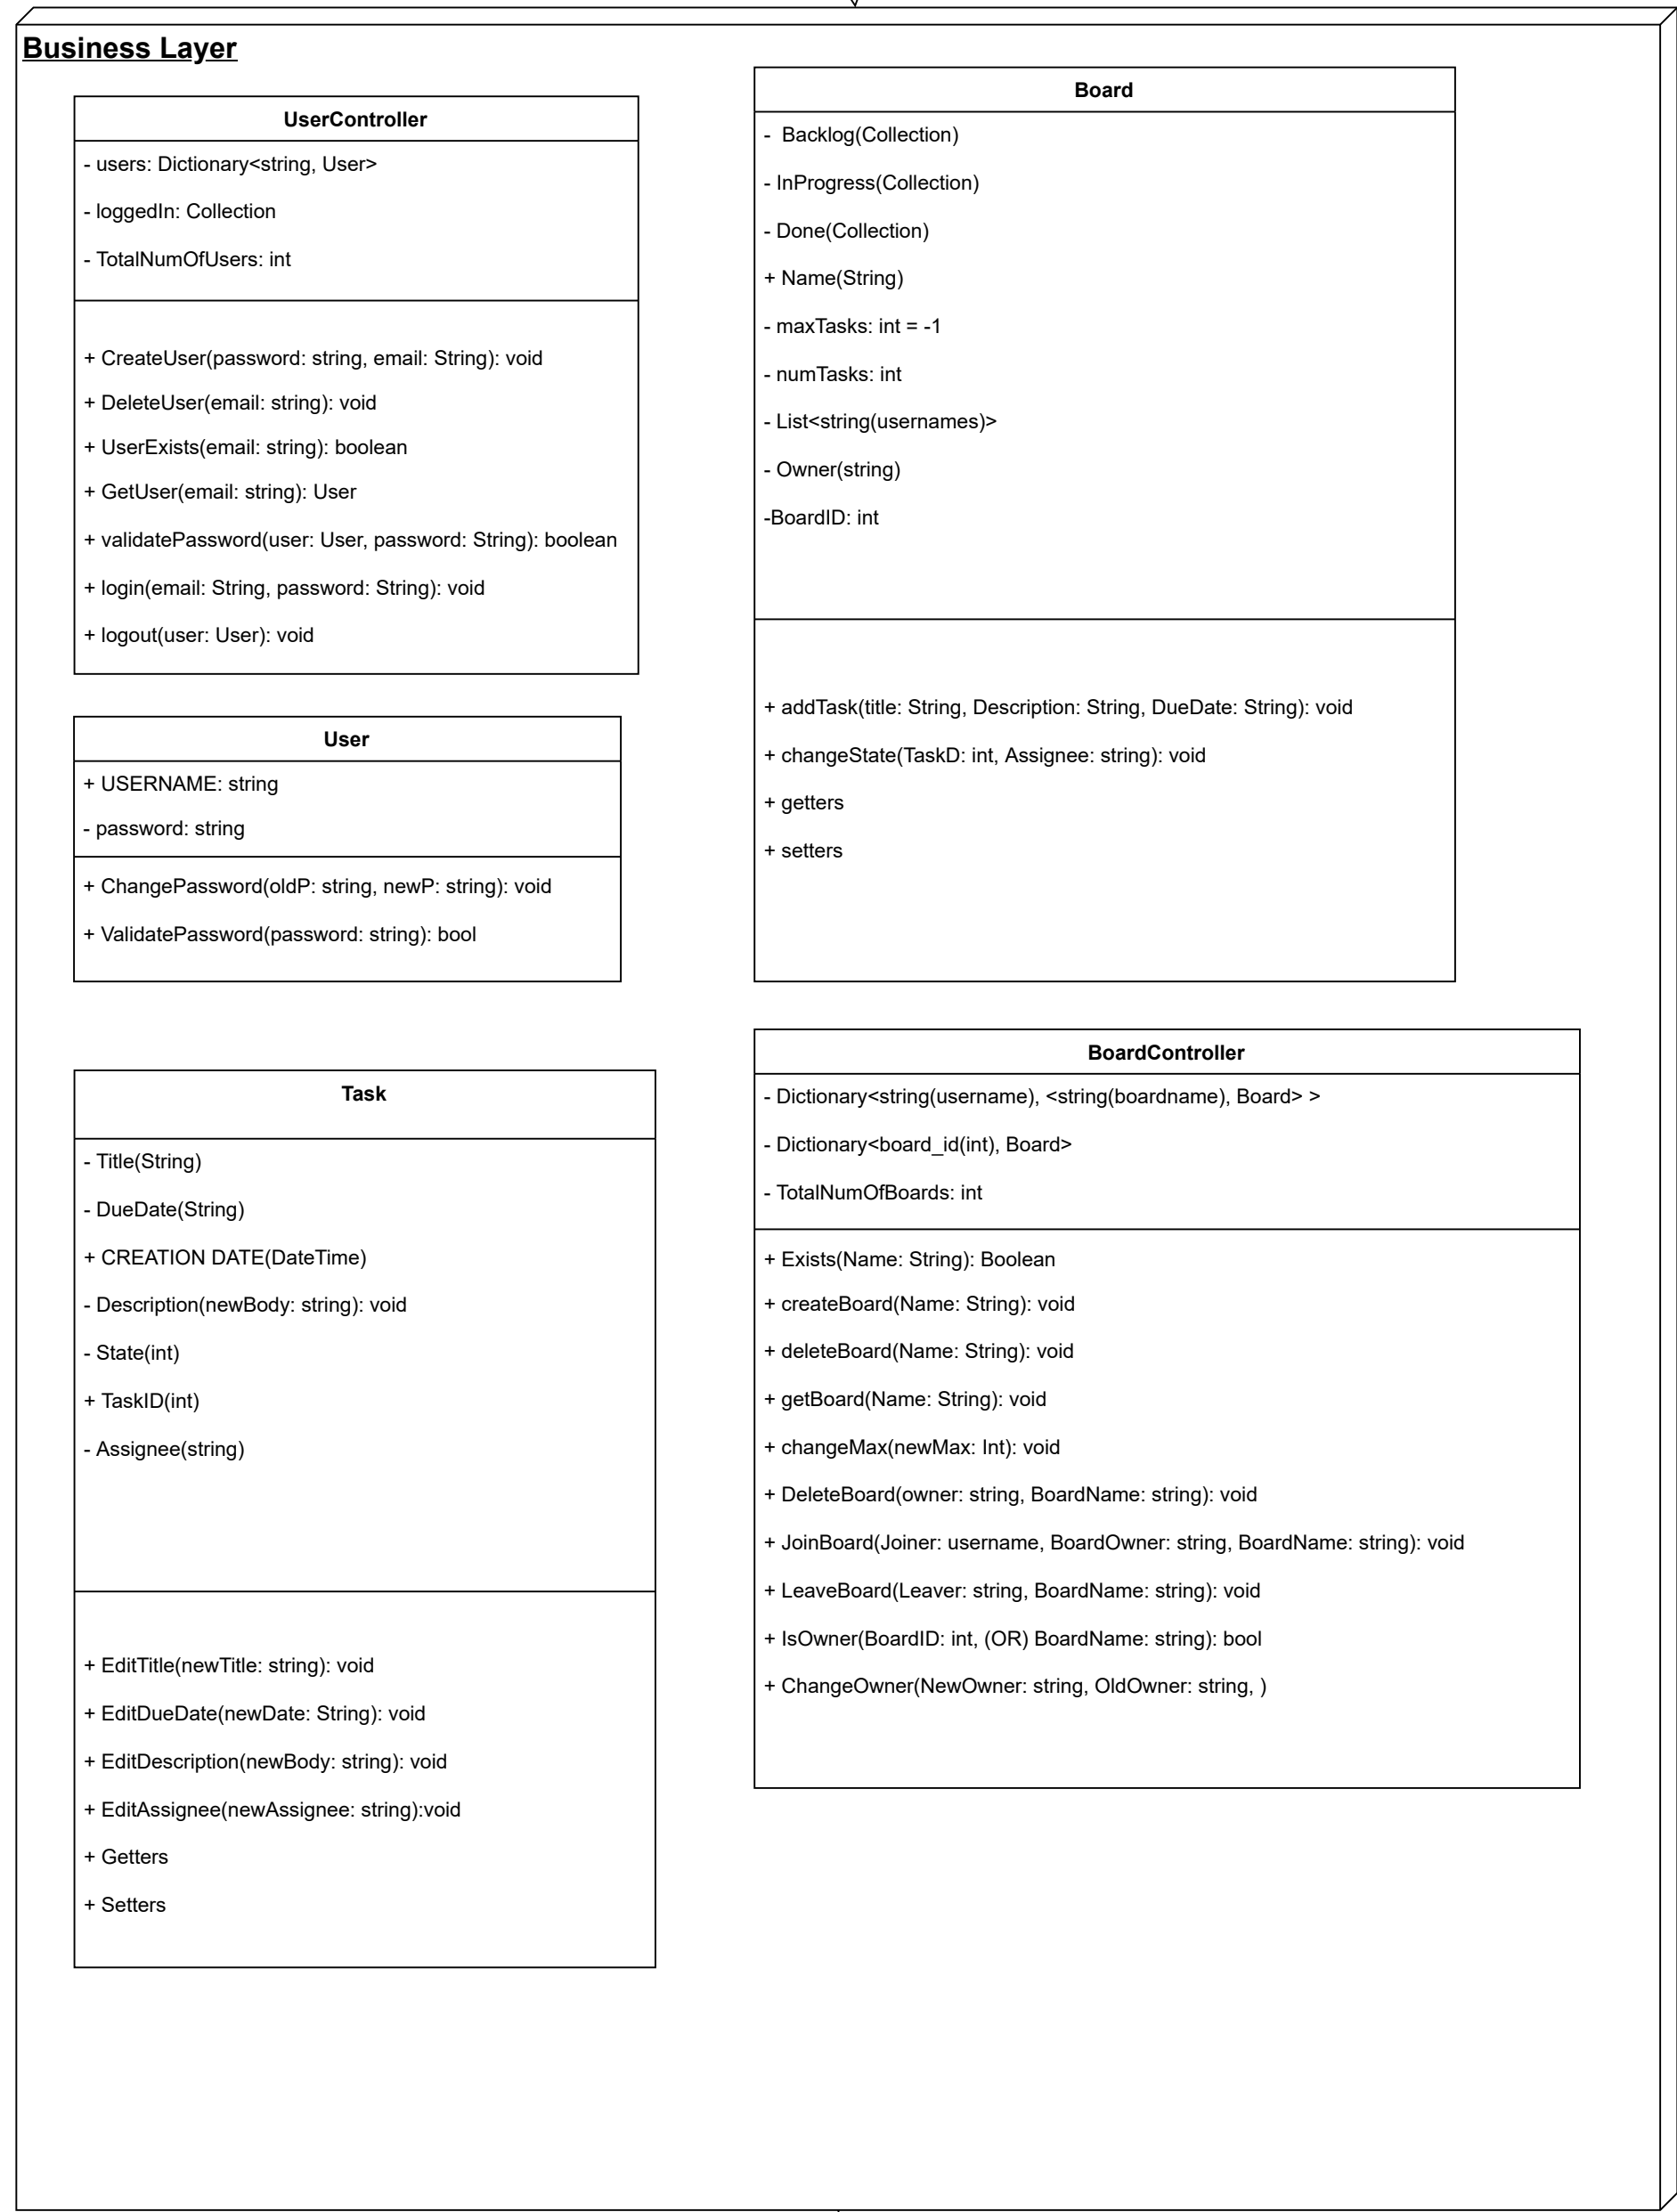 Business Layer
UserController
- users: Dictionary<string, User>
- loggedIn: Collection
- TotalNumOfUsers: int
+ CreateUser(password: string, email: String): void
+ DeleteUser(email: string): void
+ UserExists(email: string): boolean
+ GetUser(email: string): User
+ validatePassword(user: User, password: String): boolean
+ login(email: String, password: String): void
+ logout(user: User): void
User
+ USERNAME: string
- password: string
+ ChangePassword(oldP: string, newP: string): void
+ ValidatePassword(password: string): bool
Task
- Title(String)
- DueDate(String)
+ CREATION DATE(DateTime)
- Description(newBody: string): void
- State(int)
+ TaskID(int)
- Assignee(string)
+ EditTitle(newTitle: string): void
+ EditDueDate(newDate: String): void
+ EditDescription(newBody: string): void
+ EditAssignee(newAssignee: string):void
+ Getters
+ Setters
Board
- Backlog(Collection)
- InProgress(Collection)
- Done(Collection)
+ Name(String)
- maxTasks: int = -1
- numTasks: int
- List<string(usernames)>
- Owner(string)
-BoardID: int
+ addTask(title: String, Description: String, DueDate: String): void
+ changeState(TaskD: int, Assignee: string): void
+ getters
+ setters
BoardController
- Dictionary<string(username), <string(boardname), Board> >
- Dictionary<board_id(int), Board>
- TotalNumOfBoards: int
+ Exists(Name: String): Boolean
+ createBoard(Name: String): void
+ deleteBoard(Name: String): void
+ getBoard(Name: String): void
+ changeMax(newMax: Int): void
+ DeleteBoard(owner: string, BoardName: string): void
+ JoinBoard(Joiner: username, BoardOwner: string, BoardName: string): void
+ LeaveBoard(Leaver: string, BoardName: string): void
+ IsOwner(BoardID: int, (OR) BoardName: string): bool
+ ChangeOwner(NewOwner: string, OldOwner: string, )